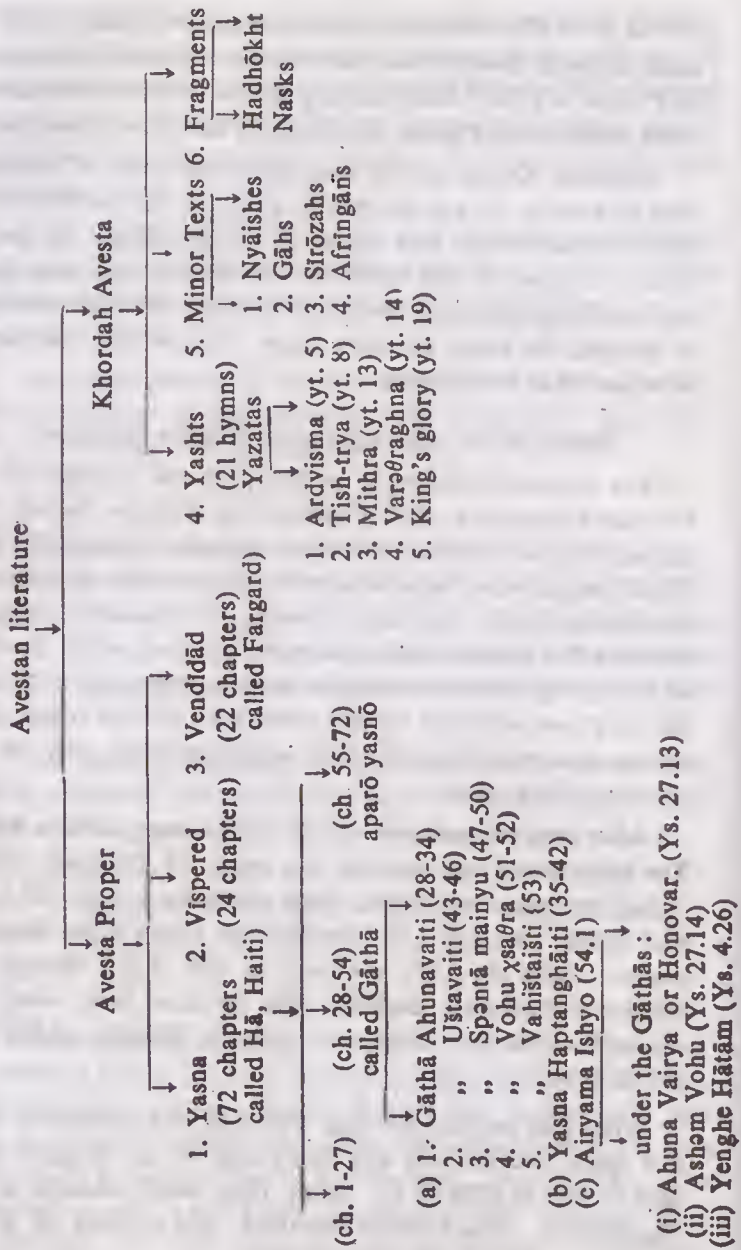 Avestan literature
Avesta Proper
Khordah Avesta
1. Yasna
(72 chapters
called Hā, Haiti)
2. Vispered
(24 chapters)
3. Vendīdād
(22 chapters)
called Fargard
4. Yashts
(21 hymns)
Yazatas
5. Minor Texts
6. Fragments
1. Nyāishes
2. Gāhs
3. Sīrōzahs
4. Afringāns
Hadhōkht
Nasks
1. Ardvisma (yt. 5)
2. Tish-trya (yt. 8)
3. Mithra (yt. 13)
4. Varəθraghna (yt. 14)
5. King's glory (yt. 19)
(ch. 1-27)
(ch. 28-54)
called Gāthā
(ch. 55-72)
aparō yasnō
(a) 1. Gāthā Ahunavaiti (28-34)
2. ,, Uštavaiti (43-46)
3. ,, Spəntā mainyu (47-50)
4. ,, Vohu χsaθra (51-52)
5. ,, Vahištaišti (53)
(b) Yasna Haptanghāiti (35-42)
(c) Airyama Ishyo (54.1)
under the Gāthās :
(i) Ahuna Vairya or Honovar, (Ys. 27.13)
(ii) Ashəm Vohu (Ys. 27.14)
(iii) Yenghe Hātām (Ys. 4.26)